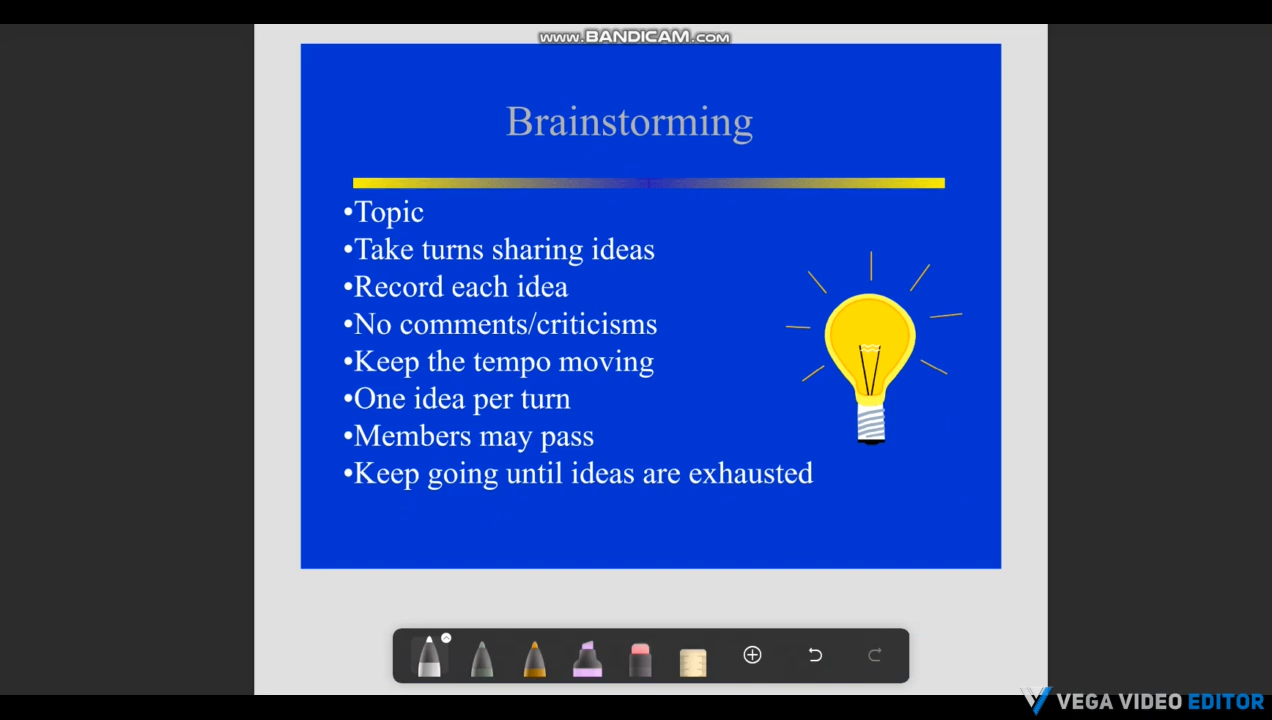 www.BANDICAM.com
Brainstorming
•Topic
•Take turns sharing ideas
•Record each idea
•No comments/criticisms
•Keep the tempo moving
•One idea per turn
•Members may pass
•Keep going until ideas are exhausted
VEGA VIDEO EDITOR